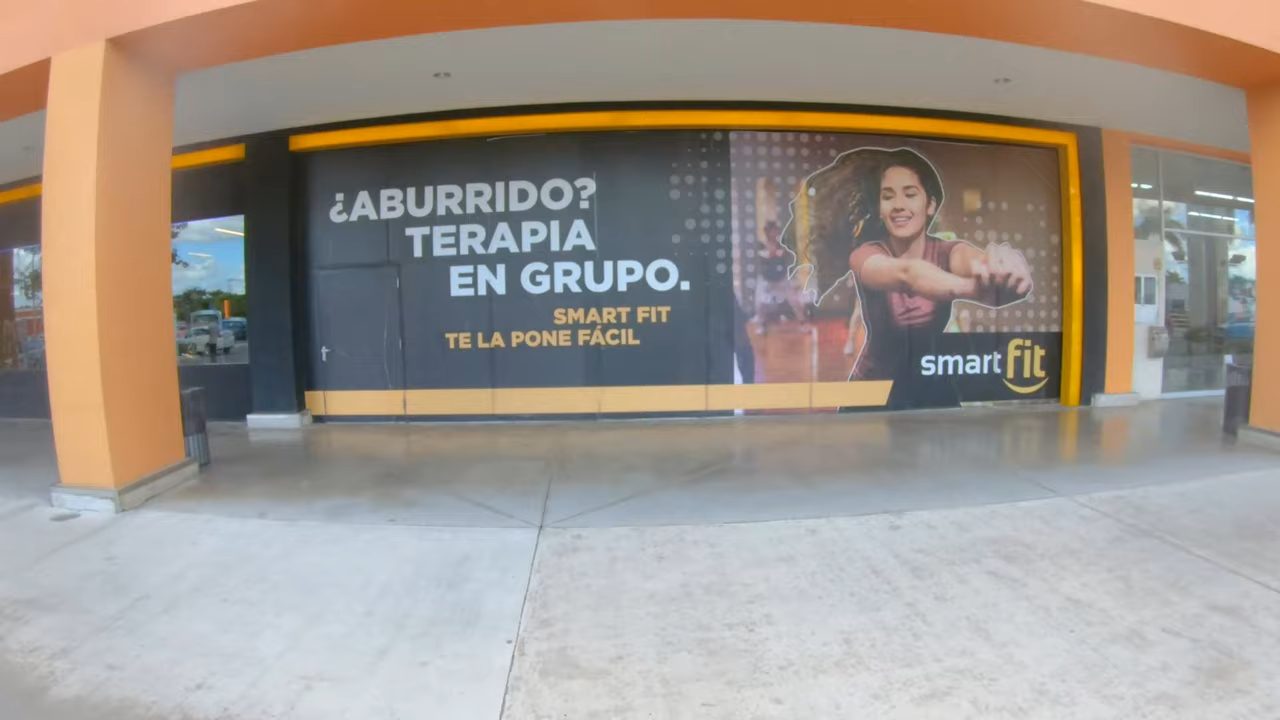 ¿ABURRIDO?
TERAPIA
EN GRUPO.
SMART FIT
TE LA PONE FÁCIL
smart fit